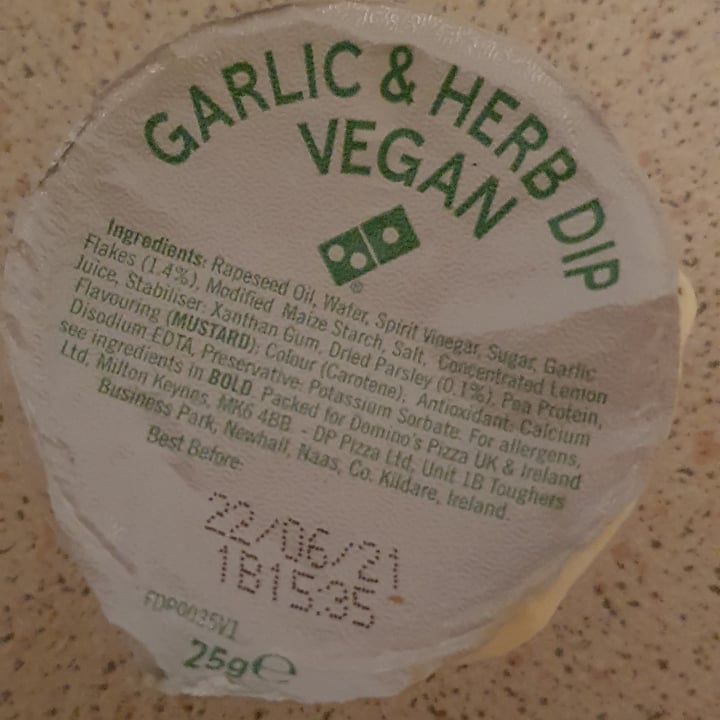 GARLIC & HERB DIP
VEGAN
®
Ingredients: Rapeseed Oil, Water, Spirit Vinegar, Sugar, Garlic
Flakes (1.4%), Modified Maize Starch, Salt, Concentrated Lemon
Juice, Stabiliser: Xanthan Gum, Dried Parsley (0.1%), Pea Protein,
Flavouring (MUSTARD), Colour (Carotene), Antioxidant: Calcium
Disodium EDTA, Preservative: Potassium Sorbate. For allergens,
see ingredients in BOLD. Packed for Domino's Pizza UK & Ireland
Ltd, Milton Keynes, MK6 4BB - DP Pizza Ltd, Unit 1B Toughers
Business Park, Newhall, Naas, Co. Kildare, Ireland.
Best Before:
22/06/21
1B15:35
FDP0035V1
25g℮